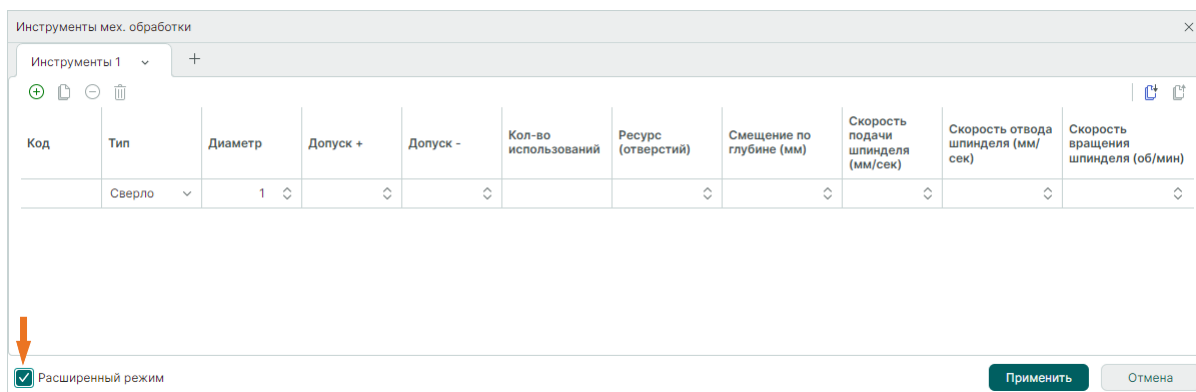 Инструменты мех. обработки
Инструменты 1
Код
Тип
Диаметр
Допуск +
Допуск -
Кол-во
использований
Ресурс
(отверстий)
Смещение по
глубине (мм)
Скорость
подачи
шпинделя
(мм/сек)
Скорость отвода
шпинделя (мм/
сек)
Скорость
вращения
шпинделя (об/мин)
Сверло
1
Расширенный режим
Применить
Отмена